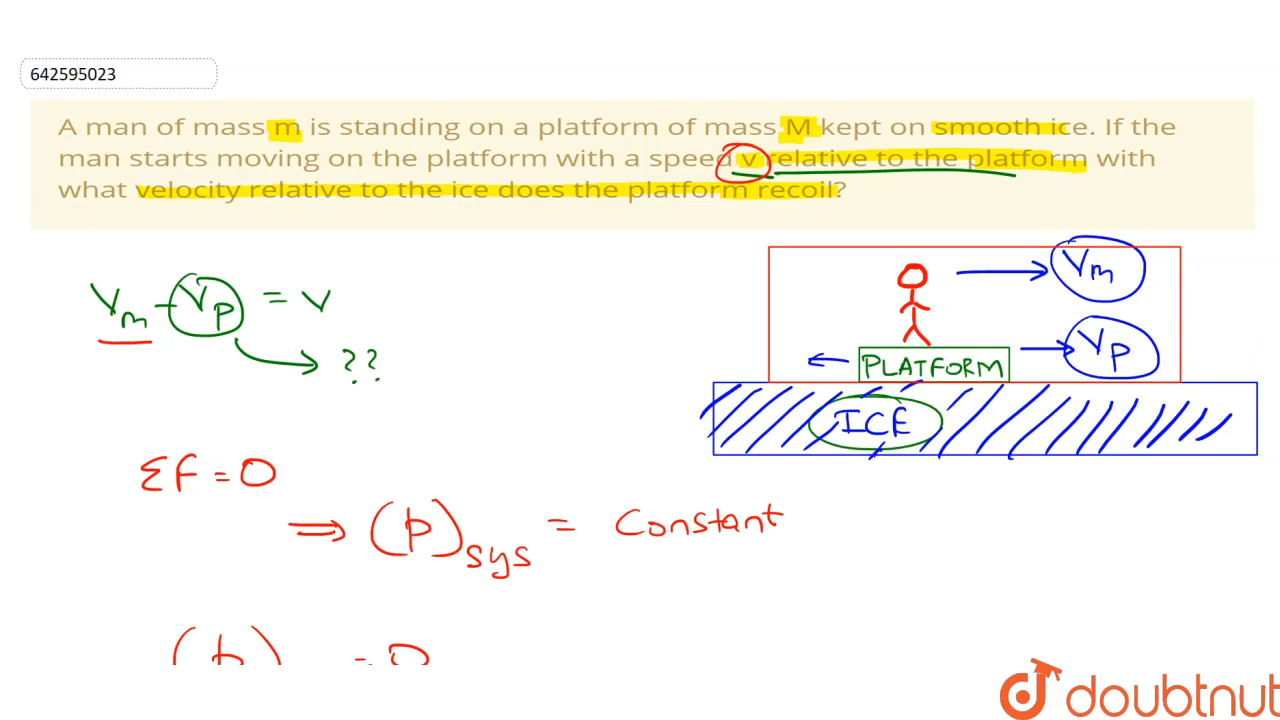 642595023
A man of mass m is standing on a platform of mass M kept on smooth ice. If the
man starts moving on the platform with a speed v relative to the platform with
what velocity relative to the ice does the platform recoil?
Vm - Vp = v
??
Vm
Vp
PLATFORM
ICE
ΣF = 0
⇒ (p)sys = Constant
= 0
doubtnut